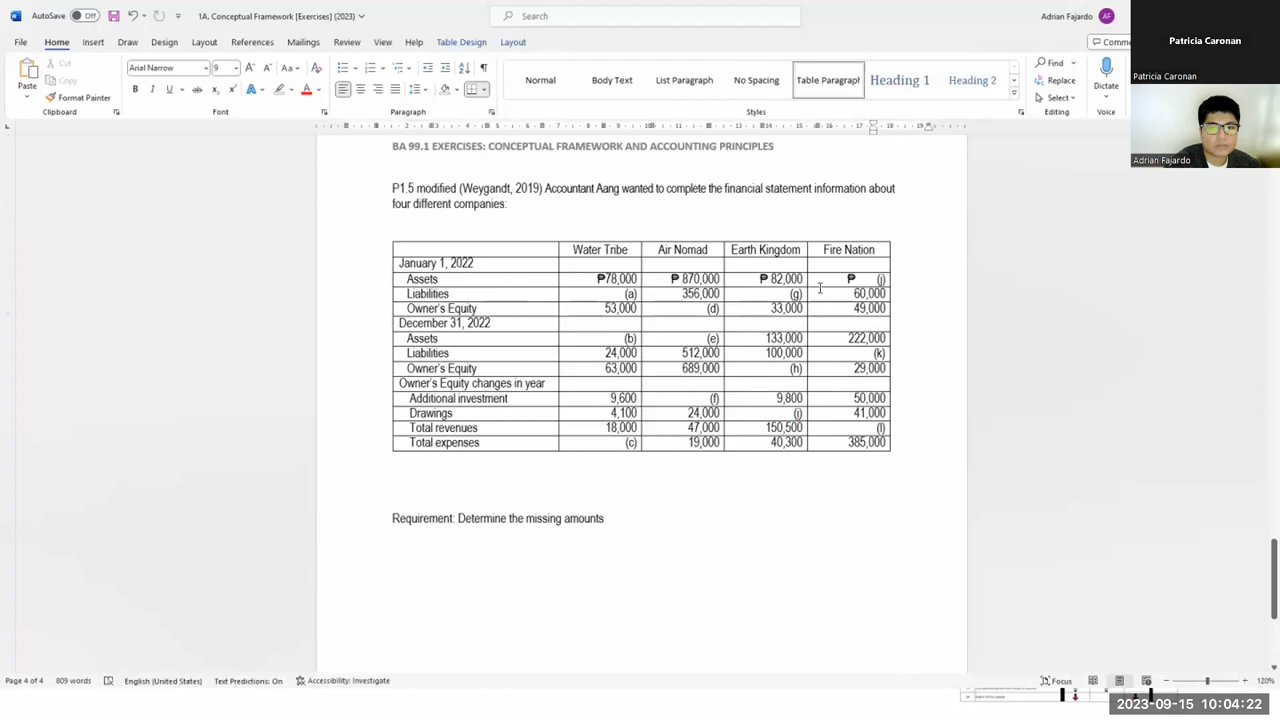 AutoSave Off 1A. Conceptual Framework [Exercises] (2023) Search Adrian Fajardo AF
File Home Insert Draw Design Layout References Mailings Review View Help Table Design Layout
Paste Cut Copy Format Painter Arial Narrow 9 Normal Body Text List Paragraph No Spacing Table Paragraph Heading 1 Heading 2 Find Replace Select Dictate
Clipboard Font Paragraph Styles Editing Voice
Patricia Caronan
Patricia Caronan
Adrian Fajardo
BA 99.1 EXERCISES: CONCEPTUAL FRAMEWORK AND ACCOUNTING PRINCIPLES
P1.5 modified (Weygandt, 2019) Accountant Aang wanted to complete the financial statement information about
four different companies:
Water Tribe Air Nomad Earth Kingdom Fire Nation
January 1, 2022
Assets ₱78,000 ₱ 870,000 ₱ 82,000 ₱ (j)
Liabilities (a) 356,000 (g) 60,000
Owner's Equity 53,000 (d) 33,000 49,000
December 31, 2022
Assets (b) (e) 133,000 222,000
Liabilities 24,000 512,000 100,000 (k)
Owner's Equity 63,000 689,000 (h) 29,000
Owner's Equity changes in year
Additional investment 9,600 (f) 9,800 50,000
Drawings 4,100 24,000 (i) 41,000
Total revenues 18,000 47,000 150,500 (l)
Total expenses (c) 19,000 40,300 385,000
Requirement: Determine the missing amounts
Page 4 of 4 809 words English (United States) Text Predictions: On Accessibility: Investigate Focus 120%
2023-09-15 10:04:22